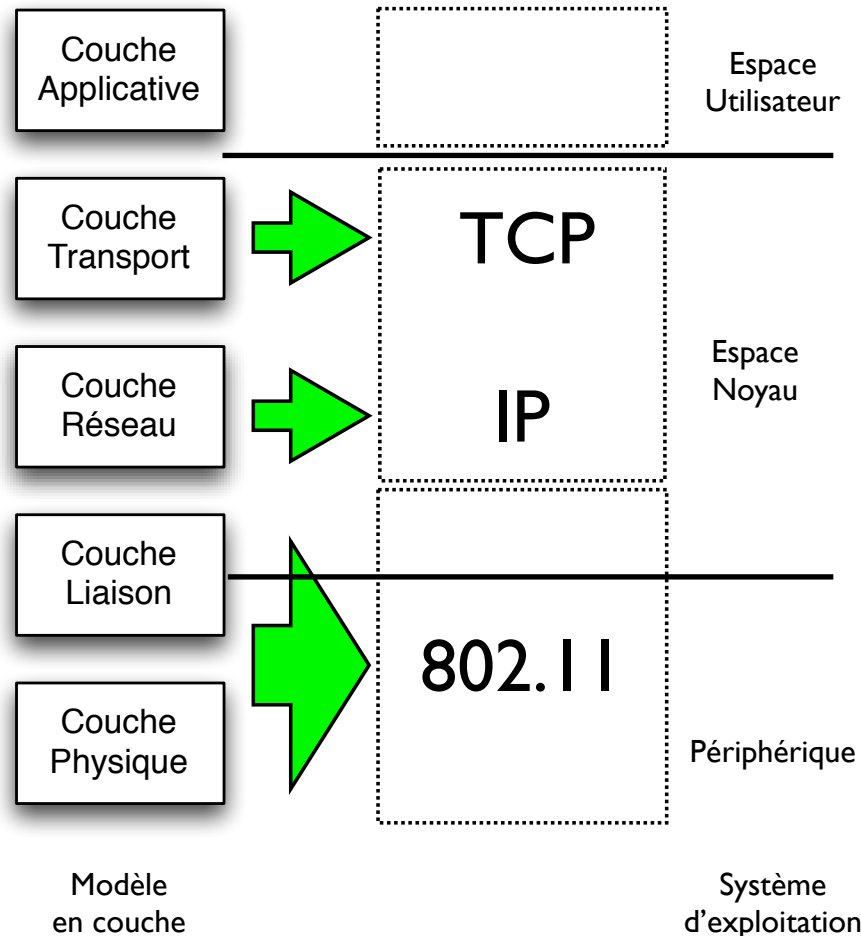 Couche
Applicative
Espace
Utilisateur
Couche
Transport
TCP
Espace
Noyau
Couche
Réseau
IP
Couche
Liaison
802.11
Couche
Physique
Périphérique
Modèle
en couche
Système
d'exploitation